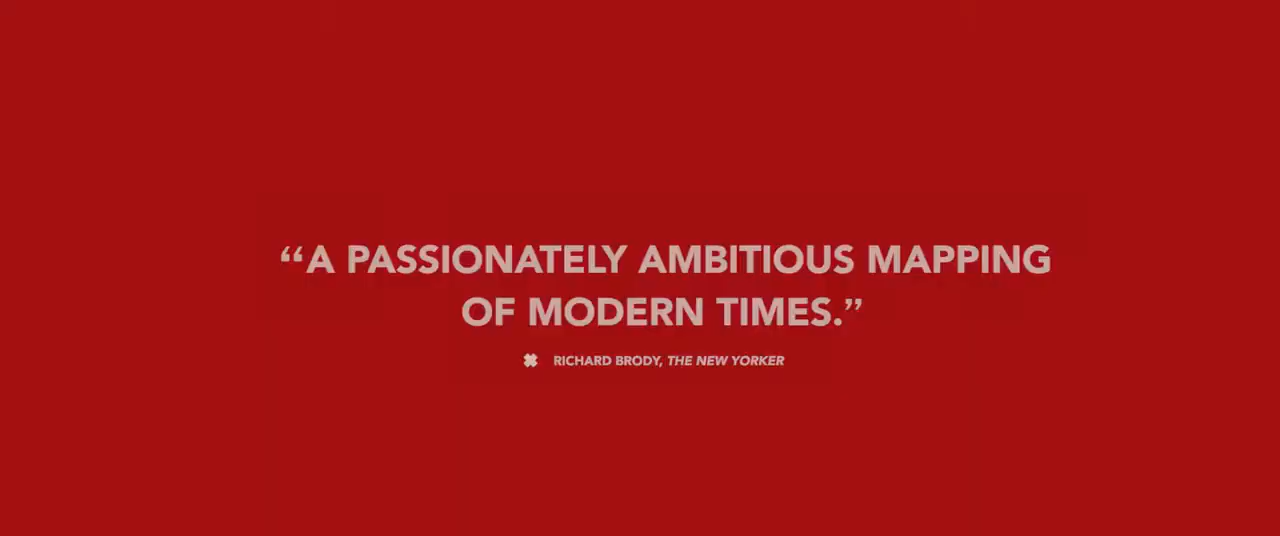 “A PASSIONATELY AMBITIOUS MAPPING
OF MODERN TIMES.”
RICHARD BRODY, THE NEW YORKER